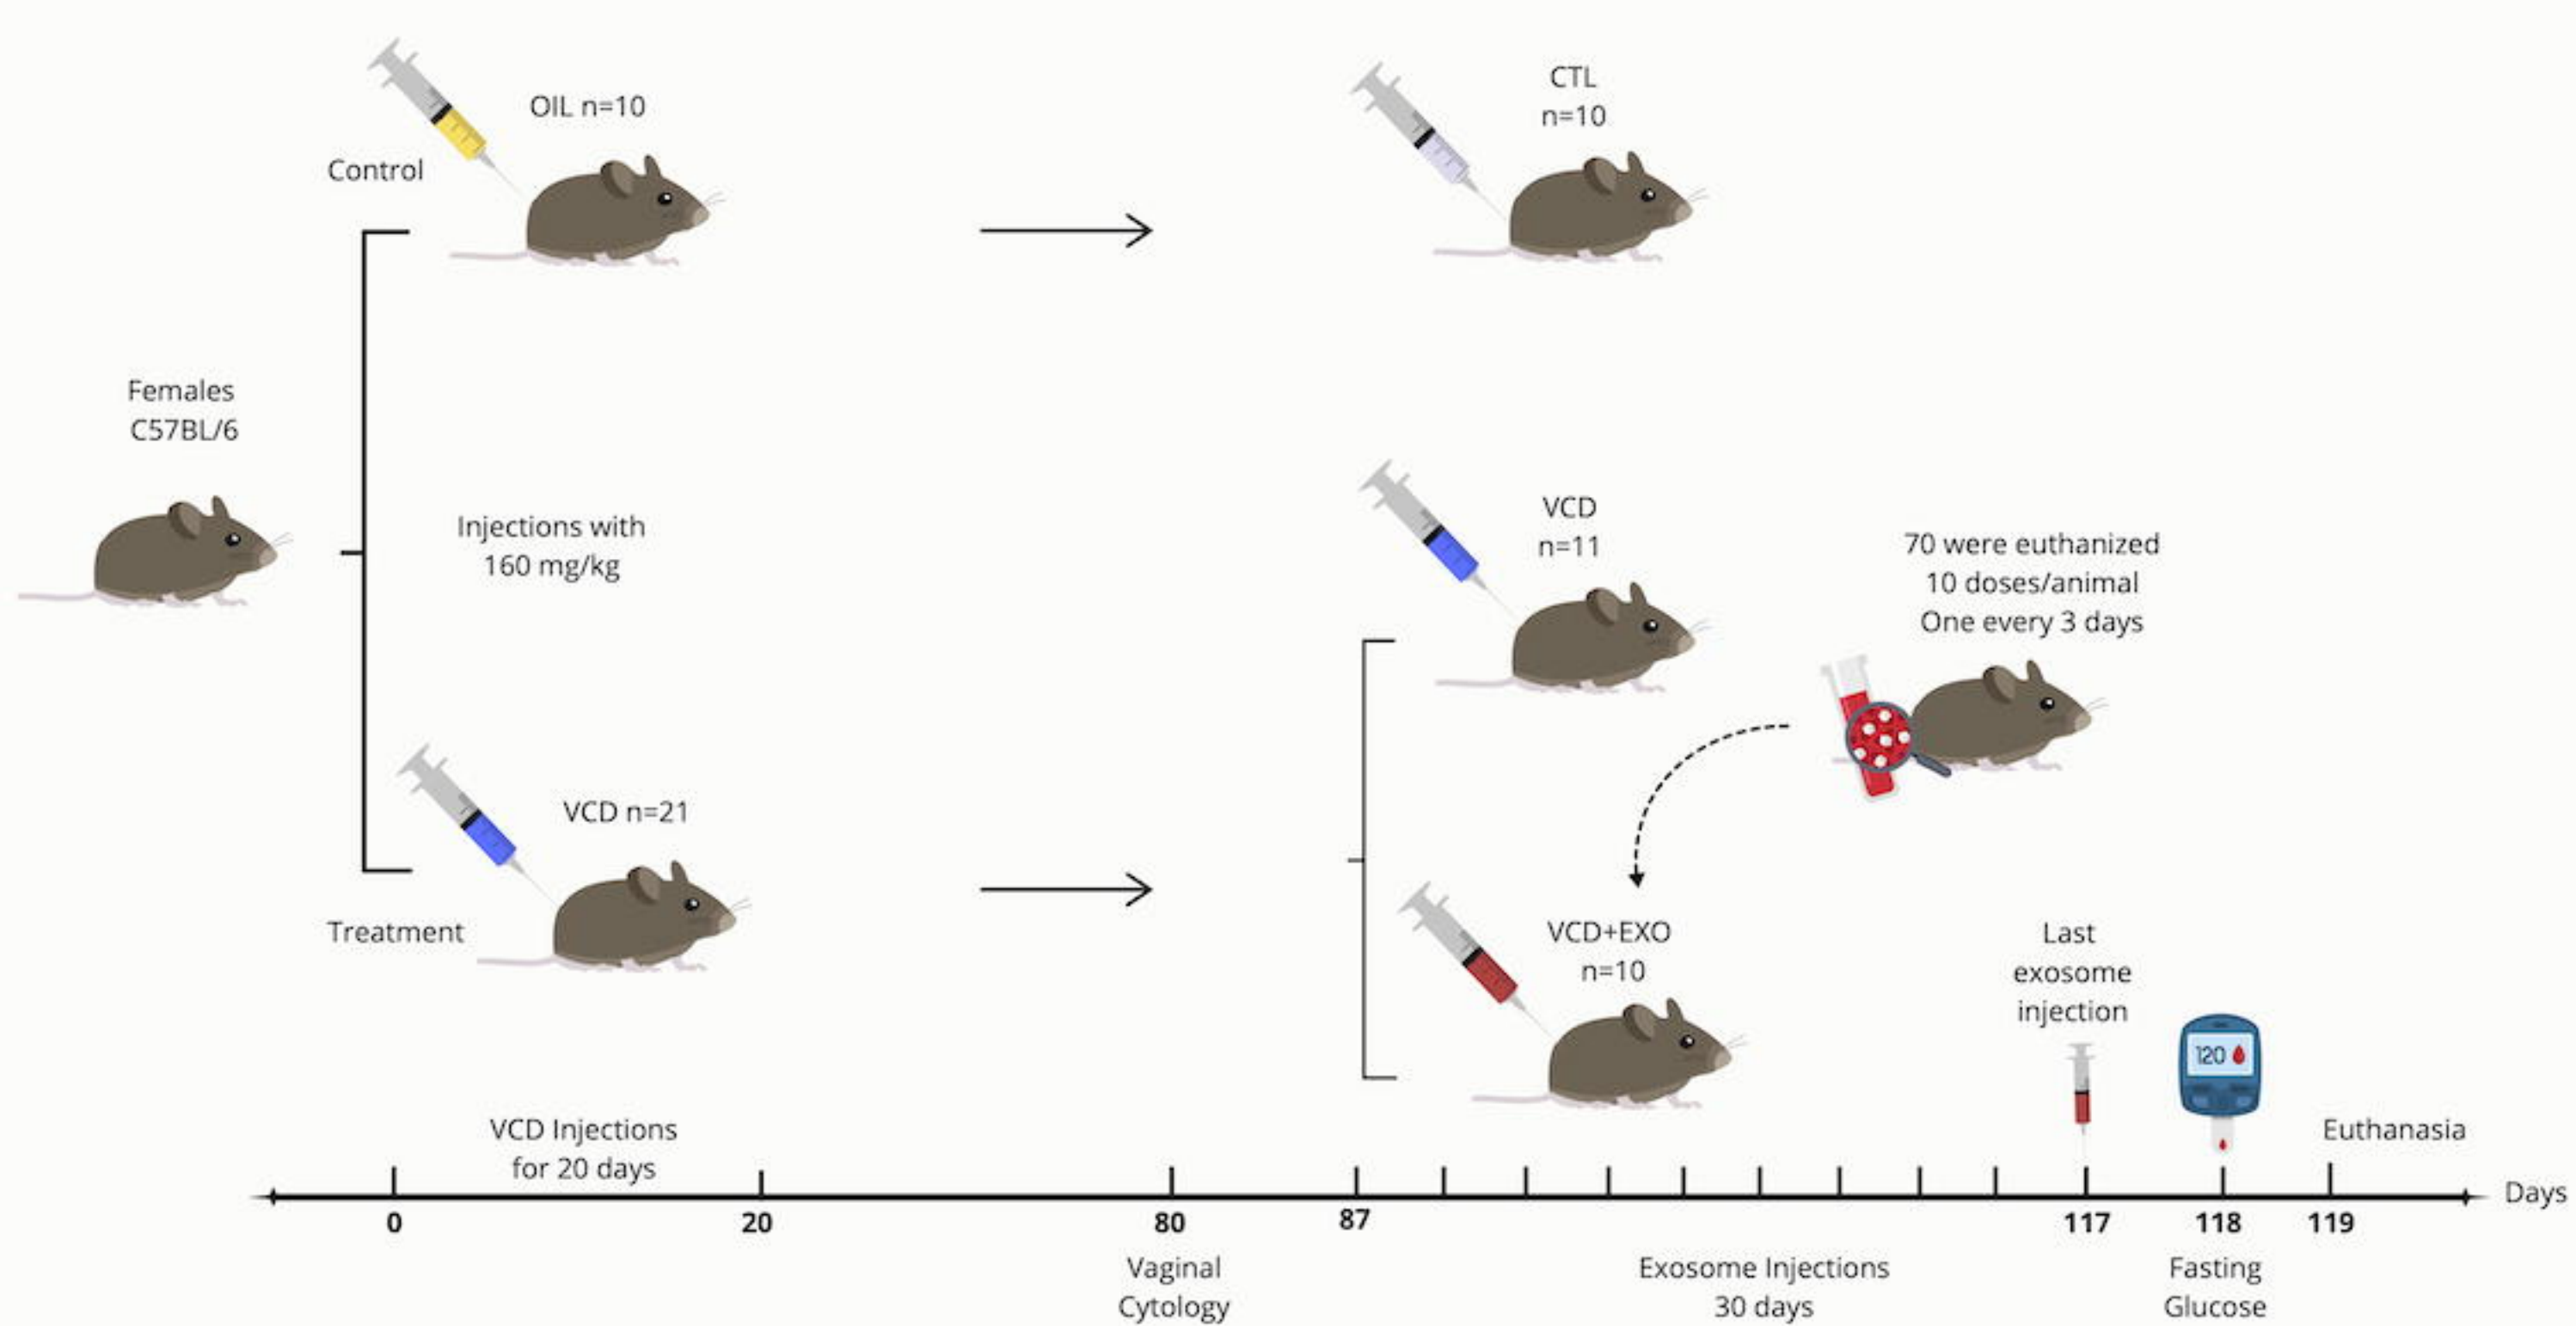 OIL n=10
Control
CTL
n=10
Females
C57BL/6
Injections with
160 mg/kg
VCD
n=11
70 were euthanized
10 doses/animal
One every 3 days
VCD n=21
Treatment
VCD+EXO
n=10
Last
exosome
injection
120
VCD Injections
for 20 days
Euthanasia
Days
0
20
80
87
117
118
119
Vaginal
Cytology
Exosome Injections
30 days
Fasting
Glucose